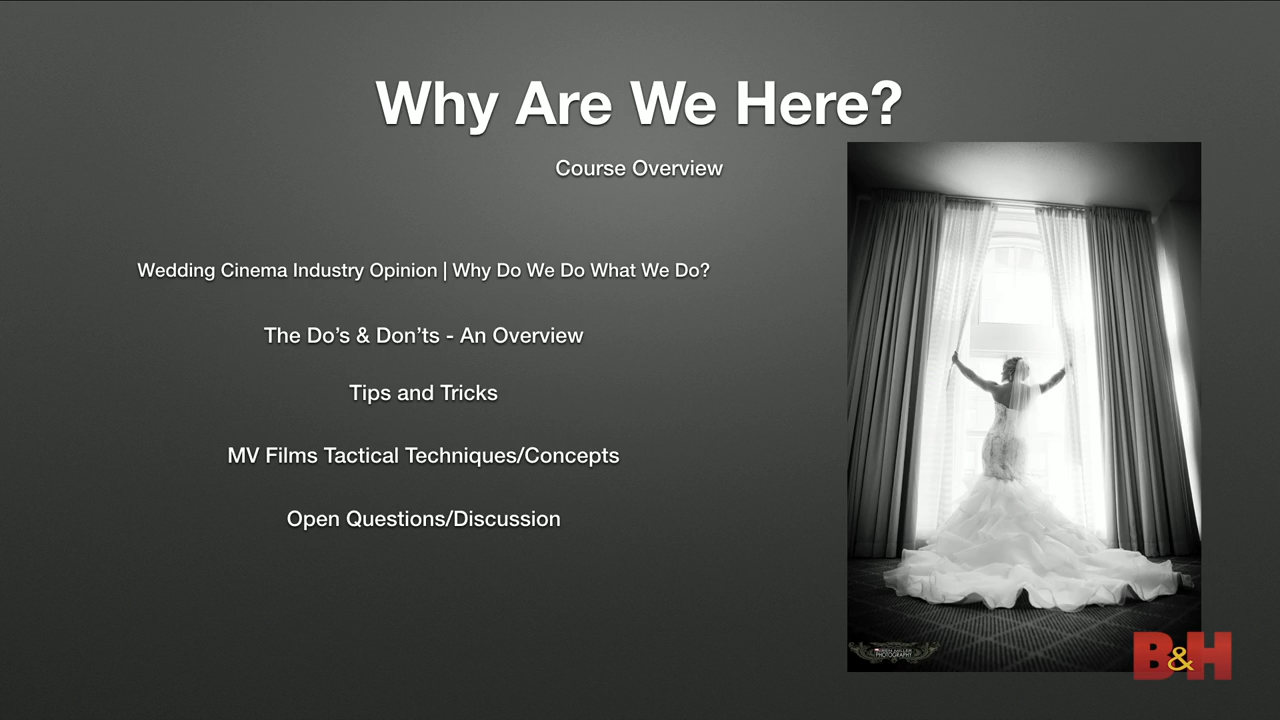 Why Are We Here?
Course Overview
Wedding Cinema Industry Opinion | Why Do We Do What We Do?
The Do’s & Don’ts - An Overview
Tips and Tricks
MV Films Tactical Techniques/Concepts
Open Questions/Discussion
PHOTOGRAPHY
B&H